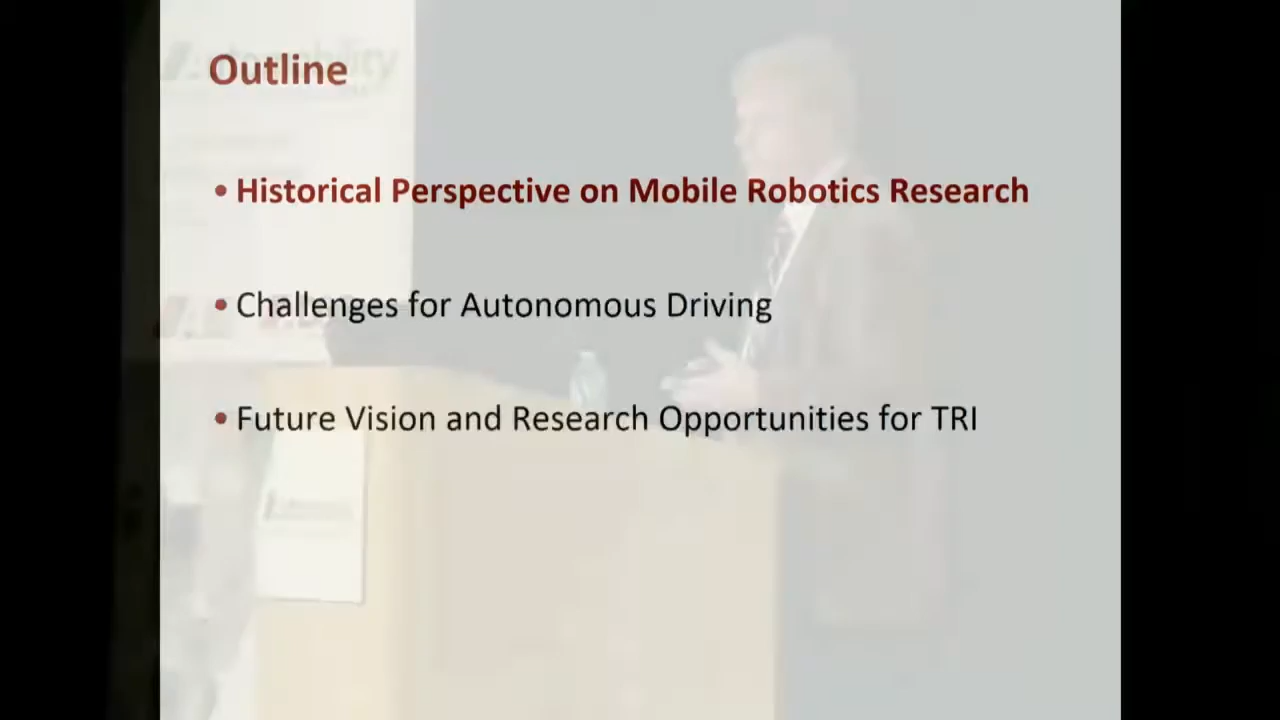 Outline
• Historical Perspective on Mobile Robotics Research
• Challenges for Autonomous Driving
• Future Vision and Research Opportunities for TRI